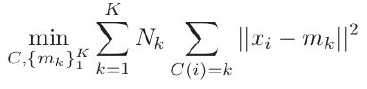 \min_{C,\{m_k\}_1^K} \sum_{k=1}^{K} N_k \sum_{C(i)=k} ||x_i - m_k||^2